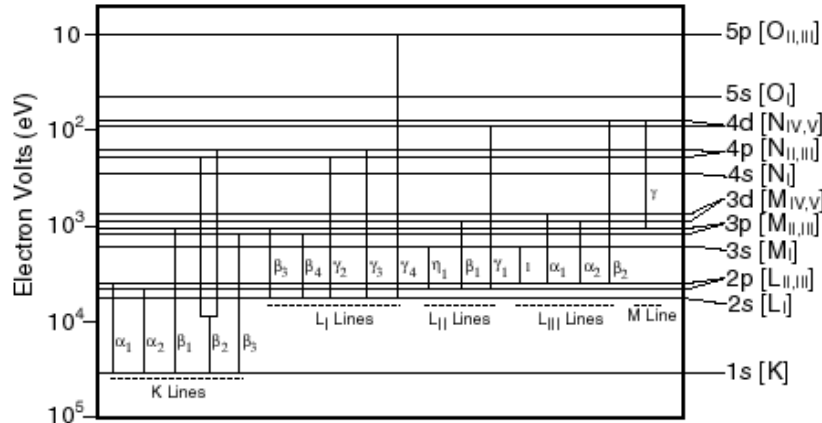 10
10²
10³
10⁴
10⁵
Electron Volts (eV)
5p [O_II,III]
5s [O_I]
4d [N_IV,V]
4p [N_II,III]
4s [N_I]
3d [M_IV,V]
3p [M_II,III]
3s [M_I]
2p [L_II,III]
2s [L_I]
1s [K]
γ
β₃ β₄ γ₂ γ₃ γ₄ η₁ β₁ γ₁ ι α₁ α₂ β₂
L_I Lines L_II Lines L_III Lines M Line
α₁ α₂ β₁ β₂ β₃
K Lines